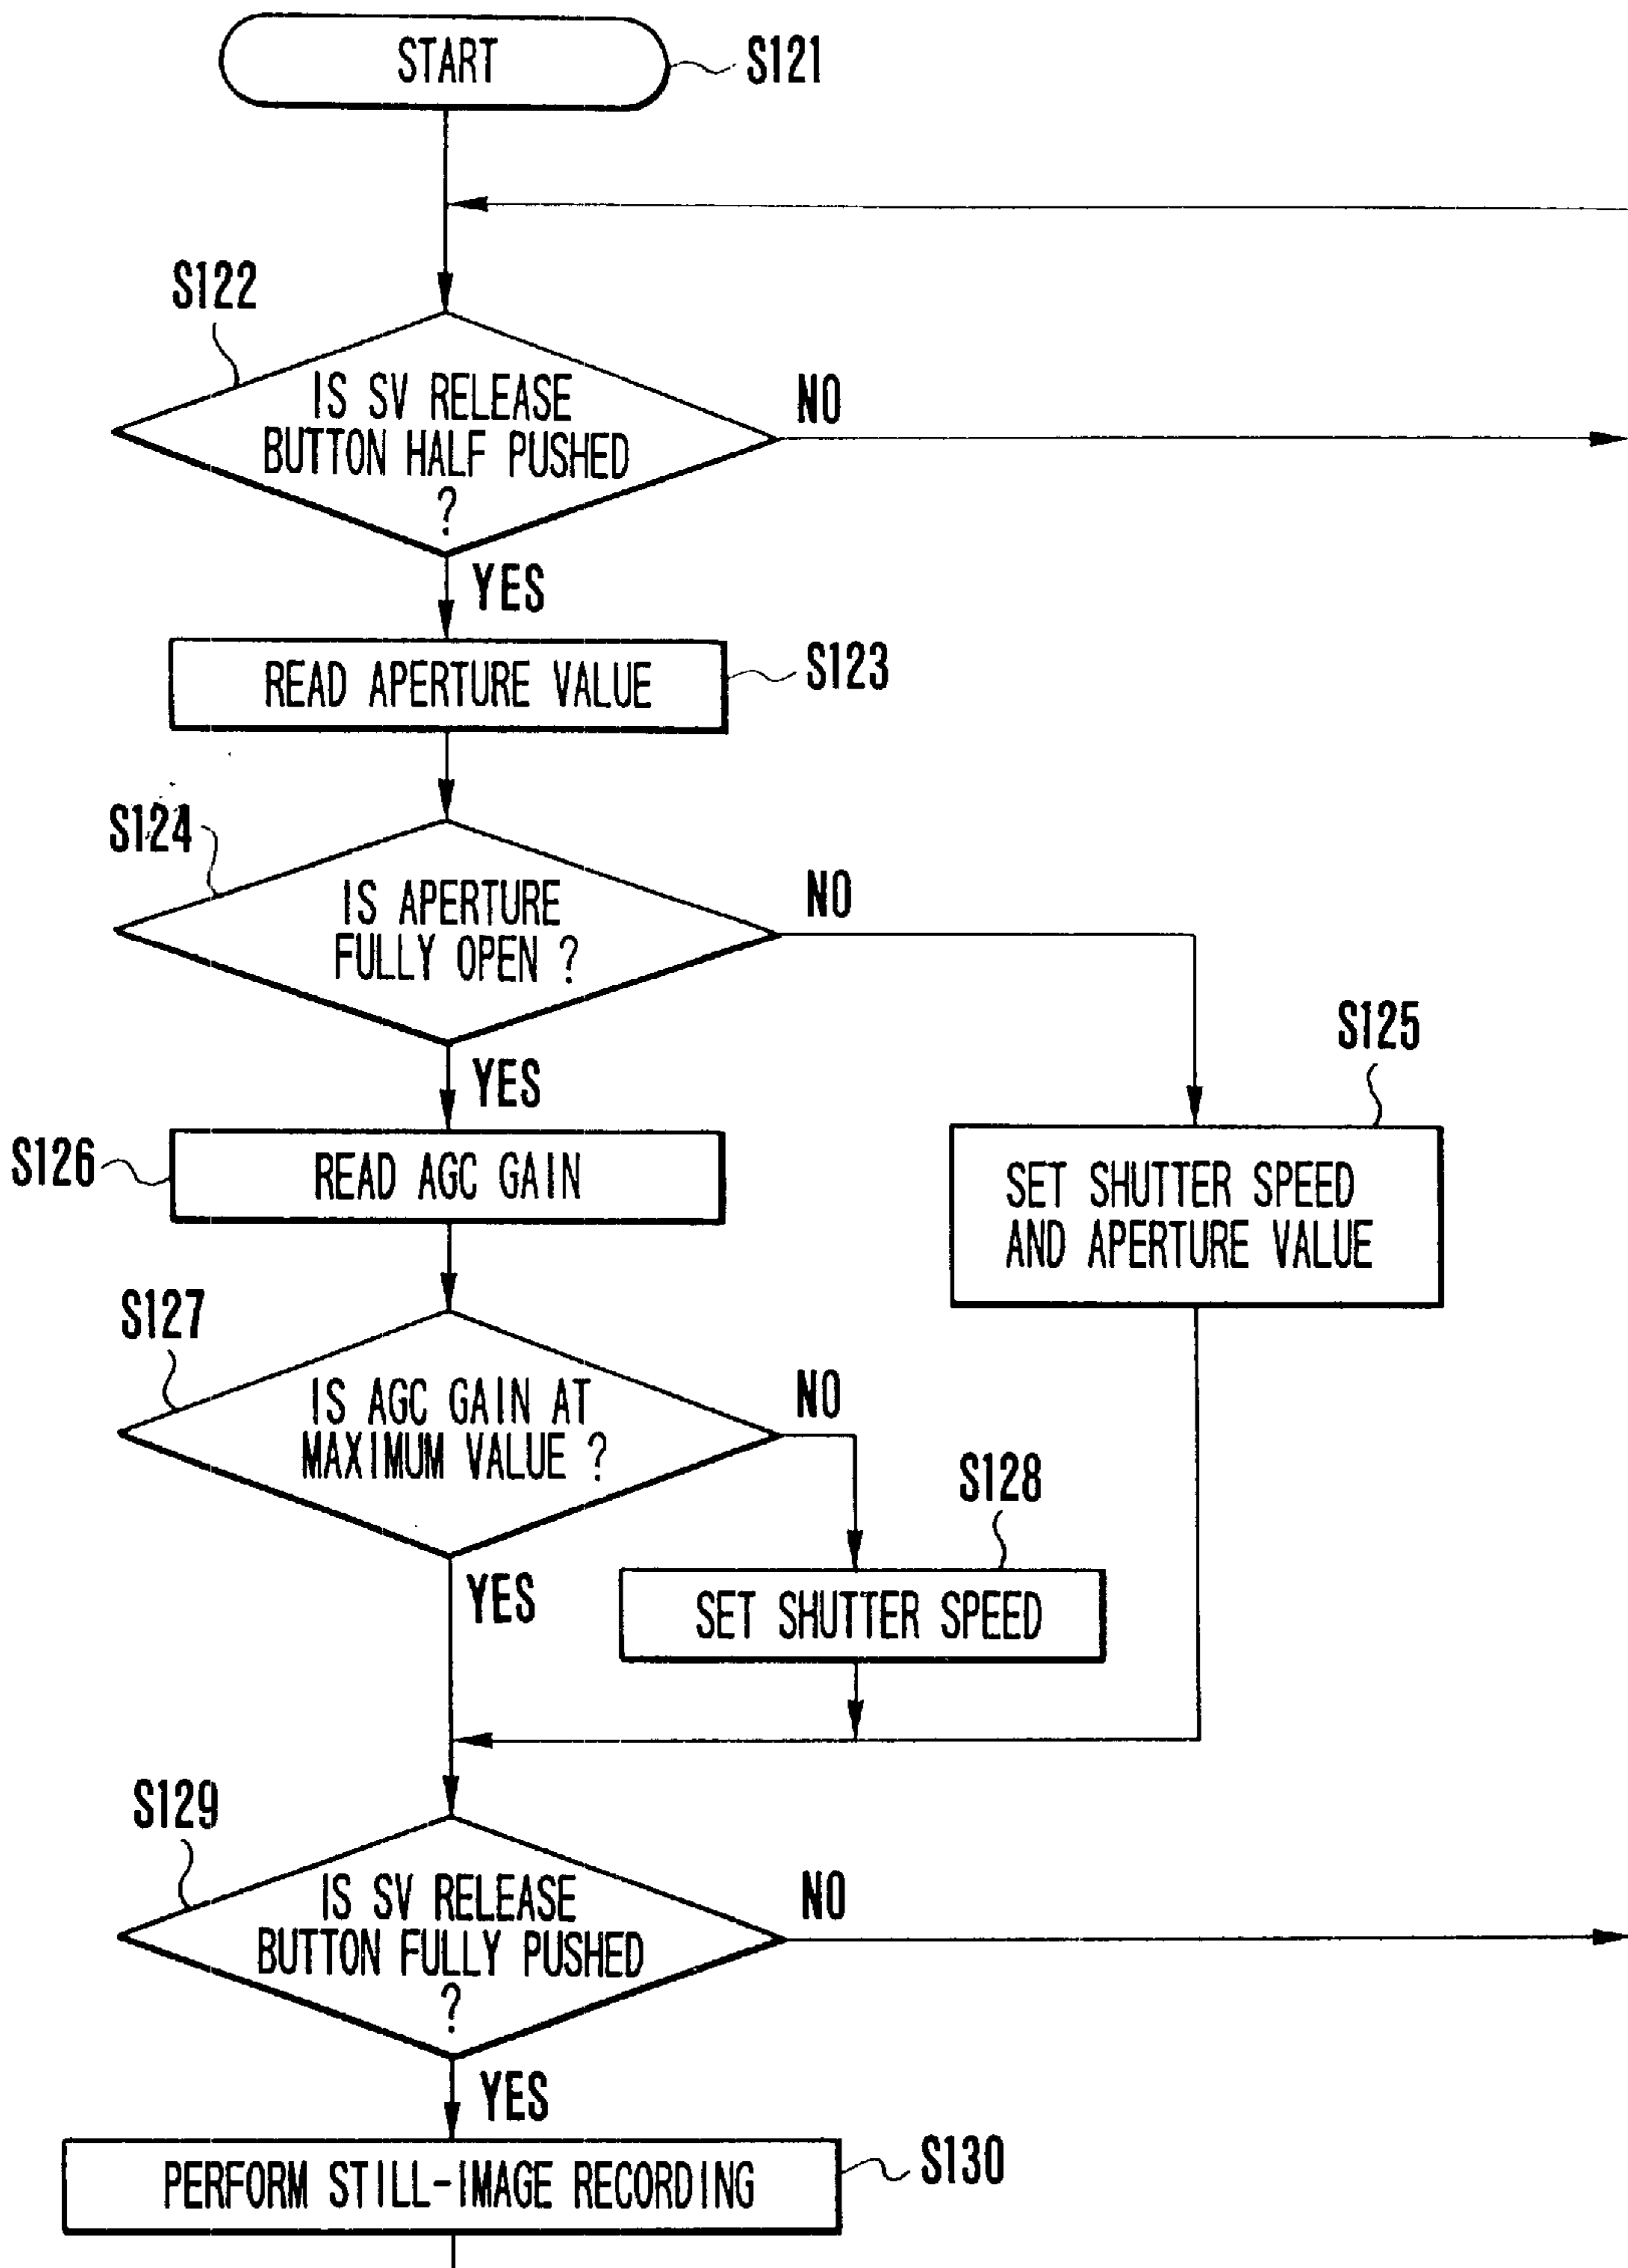 START
S121
S122
IS SV RELEASE
BUTTON HALF PUSHED
?
NO
YES
READ APERTURE VALUE
S123
S124
IS APERTURE
FULLY OPEN ?
NO
YES
S125
SET SHUTTER SPEED
AND APERTURE VALUE
S126
READ AGC GAIN
S127
IS AGC GAIN AT
MAXIMUM VALUE ?
NO
YES
S128
SET SHUTTER SPEED
S129
IS SV RELEASE
BUTTON FULLY PUSHED
?
NO
YES
PERFORM STILL-IMAGE RECORDING
S130